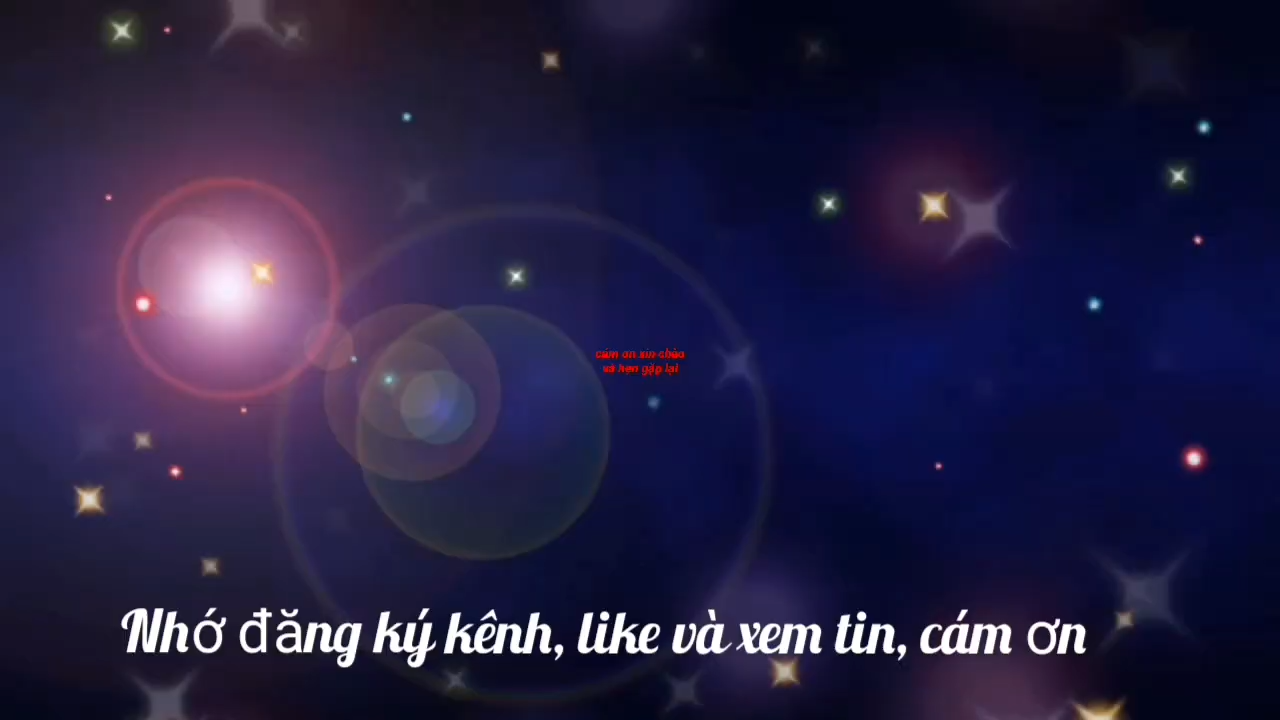 cám ơn xin chào
và hẹn gặp lại
Nhớ đăng ký kênh, like và xem tin, cám ơn